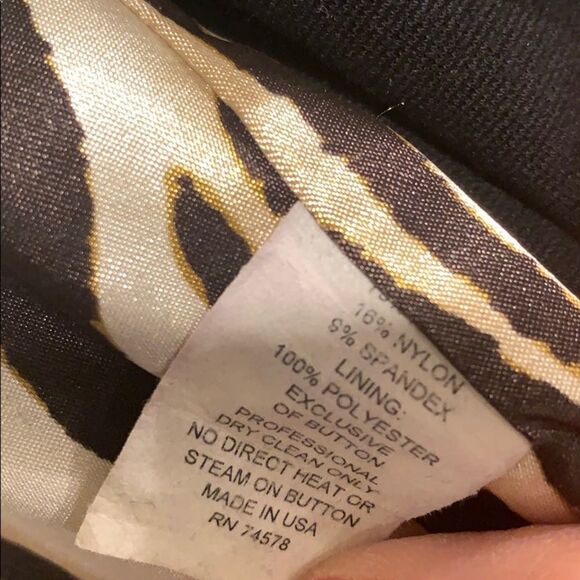 16% NYLON
9% SPANDEX
LINING:
100% POLYESTER
EXCLUSIVE
OF BUTTON
PROFESSIONAL
DRY CLEAN ONLY
NO DIRECT HEAT OR
STEAM ON BUTTON
MADE IN USA
RN 74578